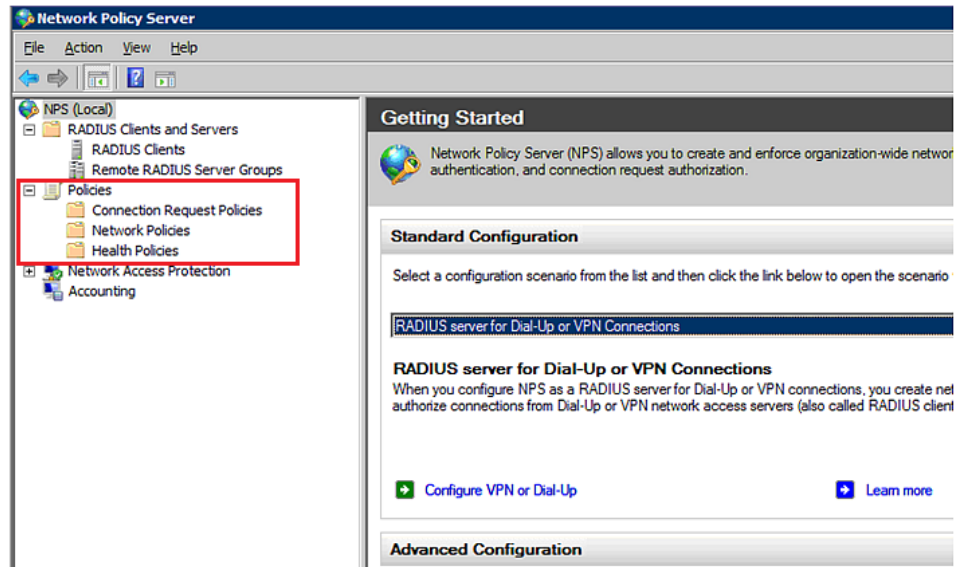 Network Policy Server
File Action View Help
NPS (Local)
RADIUS Clients and Servers
RADIUS Clients
Remote RADIUS Server Groups
Policies
Connection Request Policies
Network Policies
Health Policies
Network Access Protection
Accounting
Getting Started
Network Policy Server (NPS) allows you to create and enforce organization-wide networ
authentication, and connection request authorization.
Standard Configuration
Select a configuration scenario from the list and then click the link below to open the scenario
RADIUS server for Dial-Up or VPN Connections
RADIUS server for Dial-Up or VPN Connections
When you configure NPS as a RADIUS server for Dial-Up or VPN connections, you create net
authorize connections from Dial-Up or VPN network access servers (also called RADIUS client
Configure VPN or Dial-Up
Learn more
Advanced Configuration